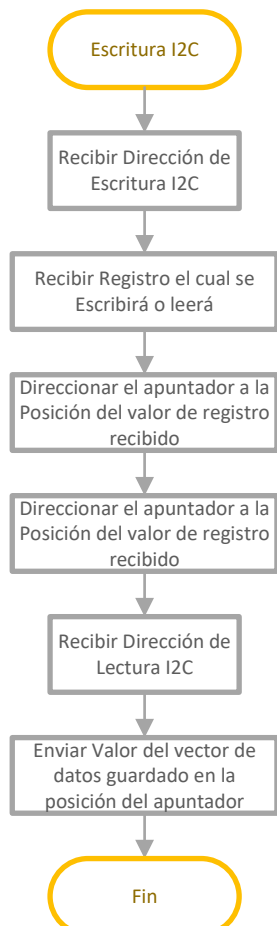 Escritura I2C
Recibir Dirección de
Escritura I2C
Recibir Registro el cual se
Escribirá o leerá
Direccionar el apuntador a la
Posición del valor de registro
recibido
Direccionar el apuntador a la
Posición del valor de registro
recibido
Recibir Dirección de
Lectura I2C
Enviar Valor del vector de
datos guardado en la
posición del apuntador
Fin